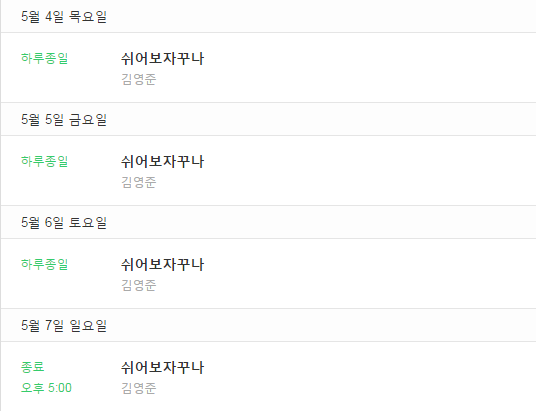 5월 4일 목요일
하루종일 쉬어보자꾸나
김영준
5월 5일 금요일
하루종일 쉬어보자꾸나
김영준
5월 6일 토요일
하루종일 쉬어보자꾸나
김영준
5월 7일 일요일
종료 쉬어보자꾸나
오후 5:00 김영준